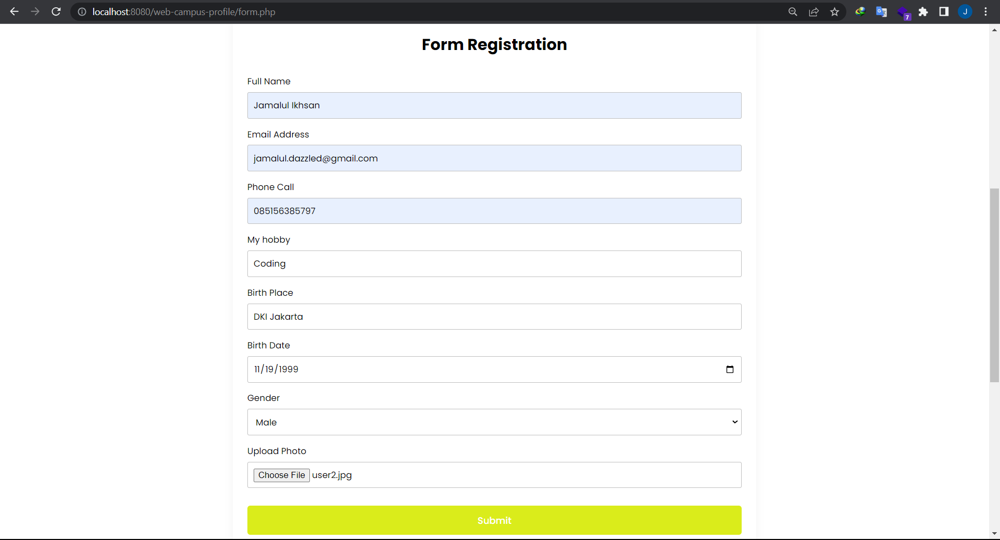 localhost:8080/web-campus-profile/form.php
7
J
Form Registration
Full Name
Jamalul Ikhsan
Email Address
jamalul.dazzled@gmail.com
Phone Call
085156385797
My hobby
Coding
Birth Place
DKI Jakarta
Birth Date
11/19/1999
Gender
Male
Upload Photo
Choose File user2.jpg
Submit